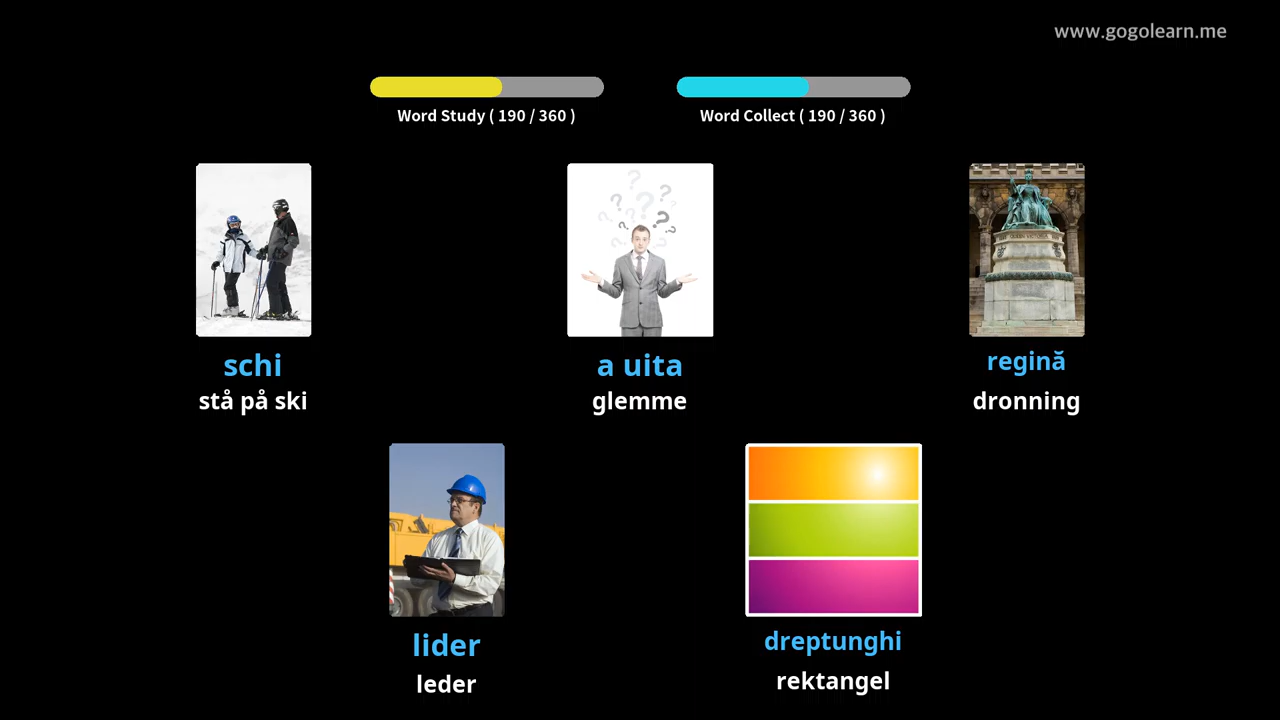 www.gogolearn.me
Word Study ( 190 / 360 )
Word Collect ( 190 / 360 )
schi
stå på ski
a uita
glemme
regină
dronning
lider
leder
dreptunghi
rektangel